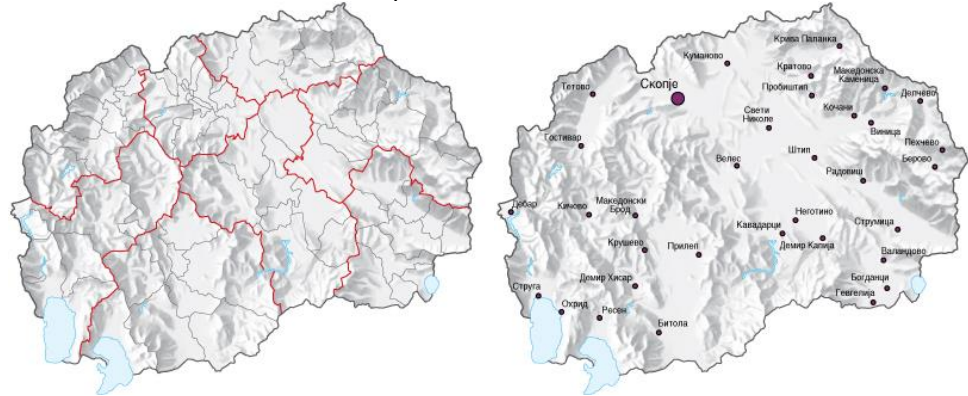 Крива Паланка
Куманово
Кратово
Македонска
Каменица
Скопје
Тетово
Пробиштип
Делчево
Кочани
Свети
Николе
Виница
Гостивар
Пехчево
Штип
Велес
Берово
Радовиш
Дебар
Кичово
Македонски
Брод
Неготино
Струмица
Кавадарци
Демир Капија
Крушево
Прилеп
Валандово
Демир Хисар
Богданци
Струга
Гевгелија
Охрид
Ресен
Битола